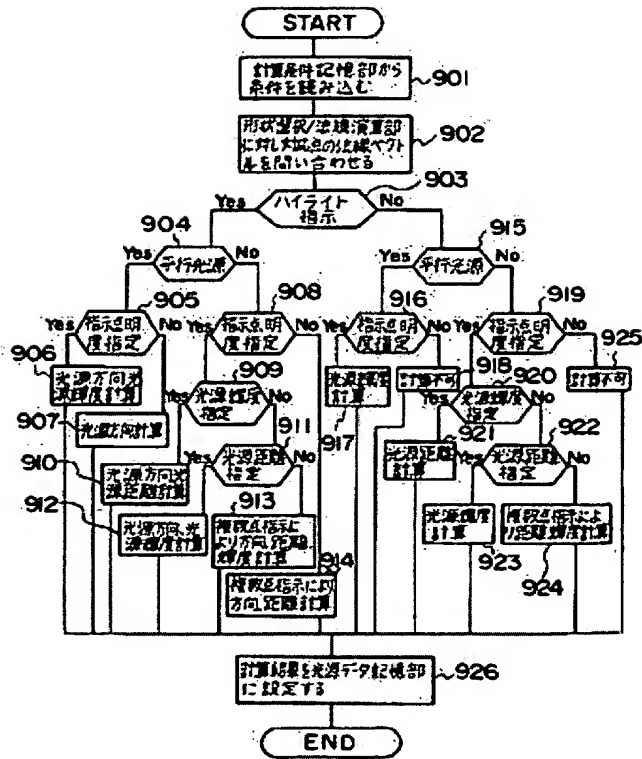 START
計算条件記憶部から
条件を読み込む
901
形状選択/法線演算部
に対し対応点の法線ベクト
ルを問い合わせる
902
903
Yes
ハイライト
指示
No
904
Yes
平行光源
No
915
Yes
平行光源
No
905
Yes
指示点明
度指定
No
908
Yes
指示点明
度指定
No
916
Yes
指示点明
度指定
No
919
Yes
指示点明
度指定
No
906
光源方向光
源輝度計算
907
光源方向計算
909
Yes
光源輝度
指定
No
917
光源輝度
計算
918
計算不可
920
Yes
光源輝度
指定
No
925
計算不可
910
光源方向光
源距離計算
911
Yes
光源距離
指定
No
921
光源距離
計算
922
Yes
光源距離
指定
No
912
光源方向光
源輝度計算
913
複数点指示に
より方向、距離、
輝度計算
914
複数点指示により
方向、距離計算
923
光源輝度
計算
924
複数点指示によ
り距離輝度計算
計算結果を光源データ記憶部
に設定する
926
END